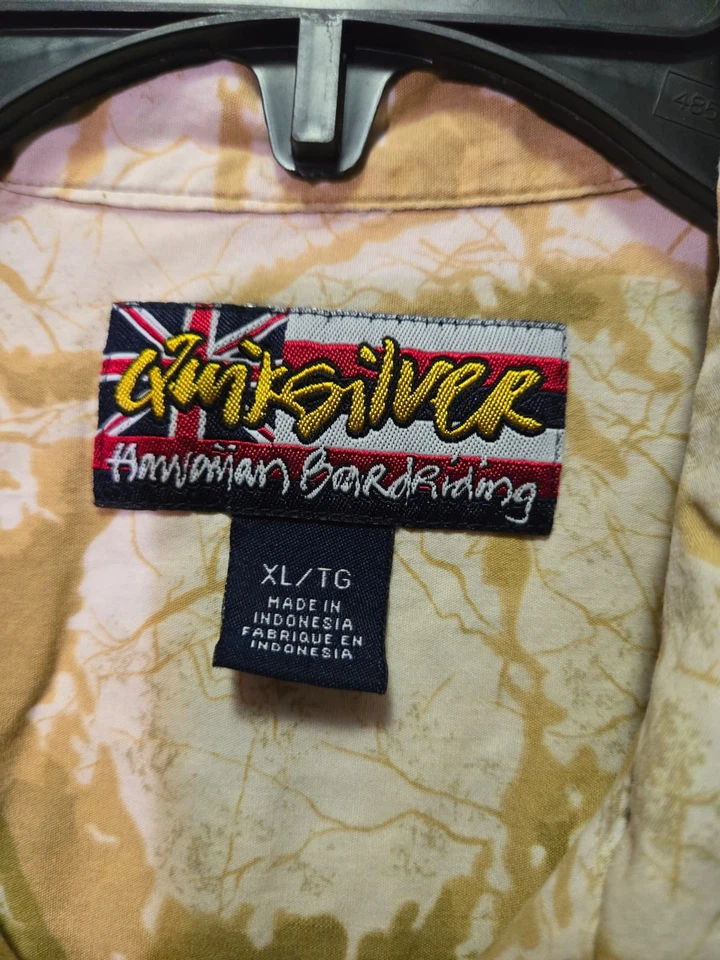 Quiksilver
Hawaiian Boardriding
XL/TG
MADE IN
INDONESIA
FABRIQUE EN
INDONESIA